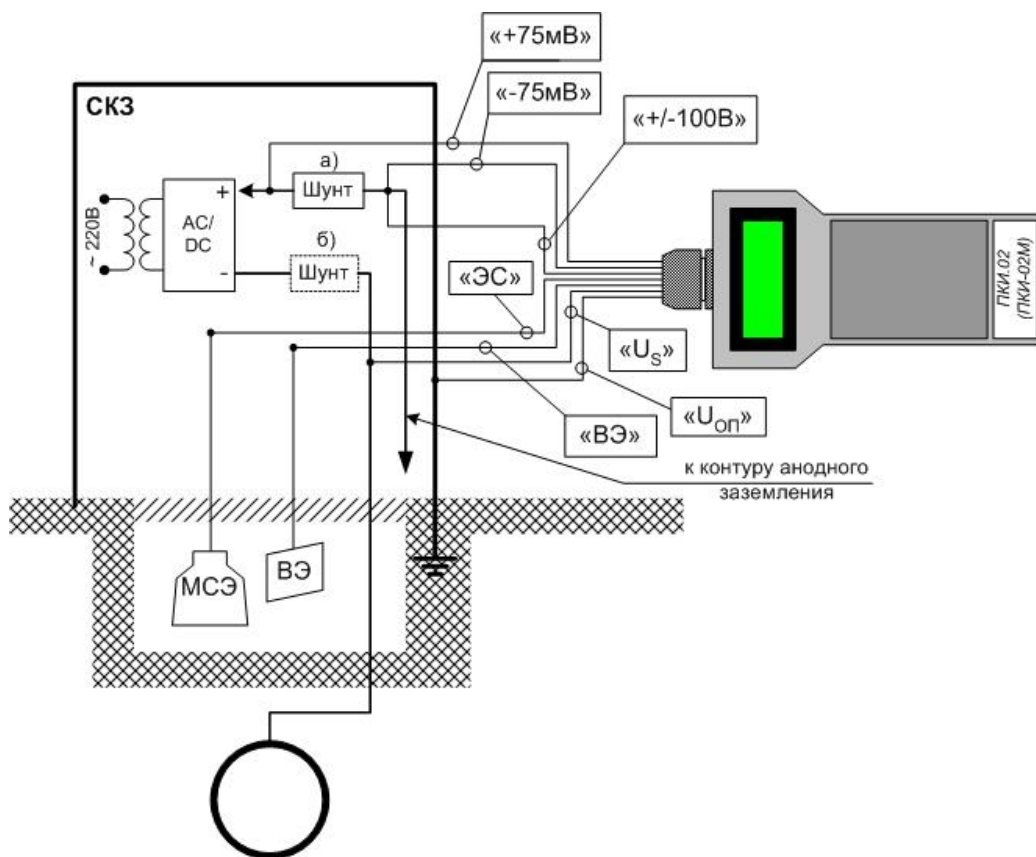 «+75мВ»
«-75мВ»
«+/-100В»
СКЗ
а)
Шунт
+
AC/
DC
-
~ 220В
б)
Шунт
«ЭС»
«U_S»
«U_ОП»
«ВЭ»
ПКИ.02
(ПКИ-02М)
к контуру анодного
заземления
МСЭ
ВЭ